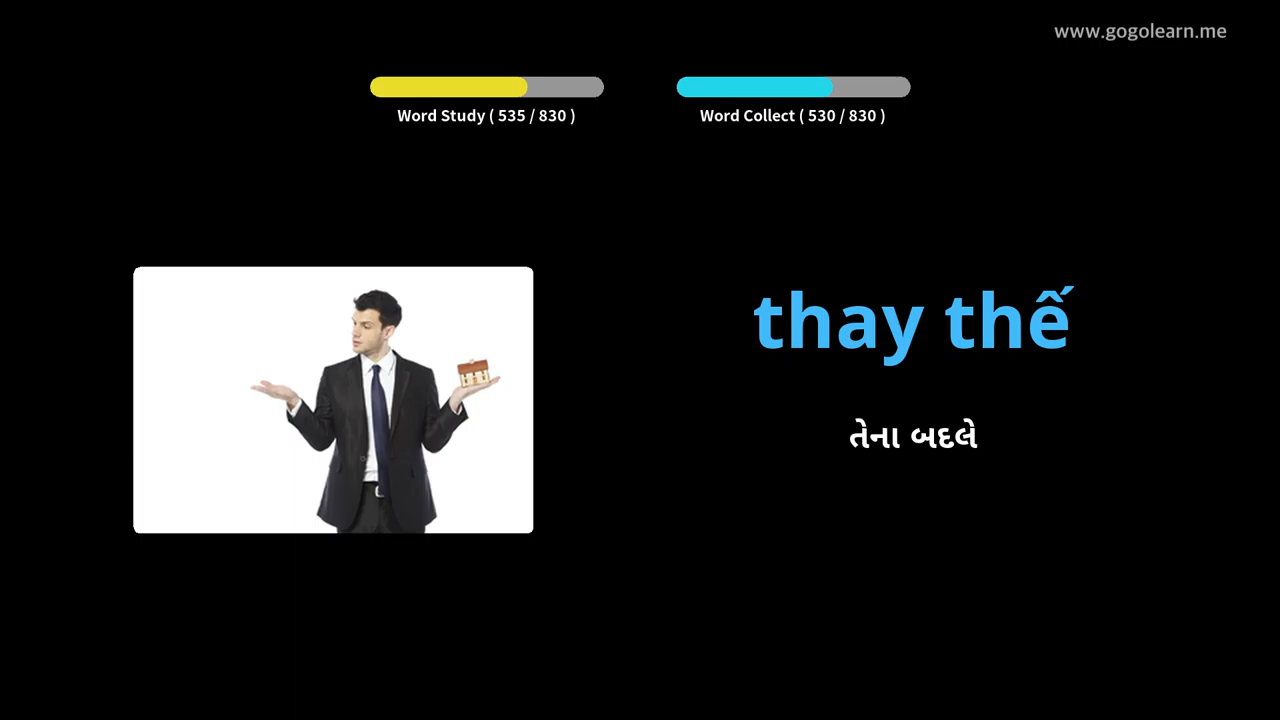 www.gogolearn.me
Word Study ( 535 / 830 )
Word Collect ( 530 / 830 )
thay thế
તેના બદલે